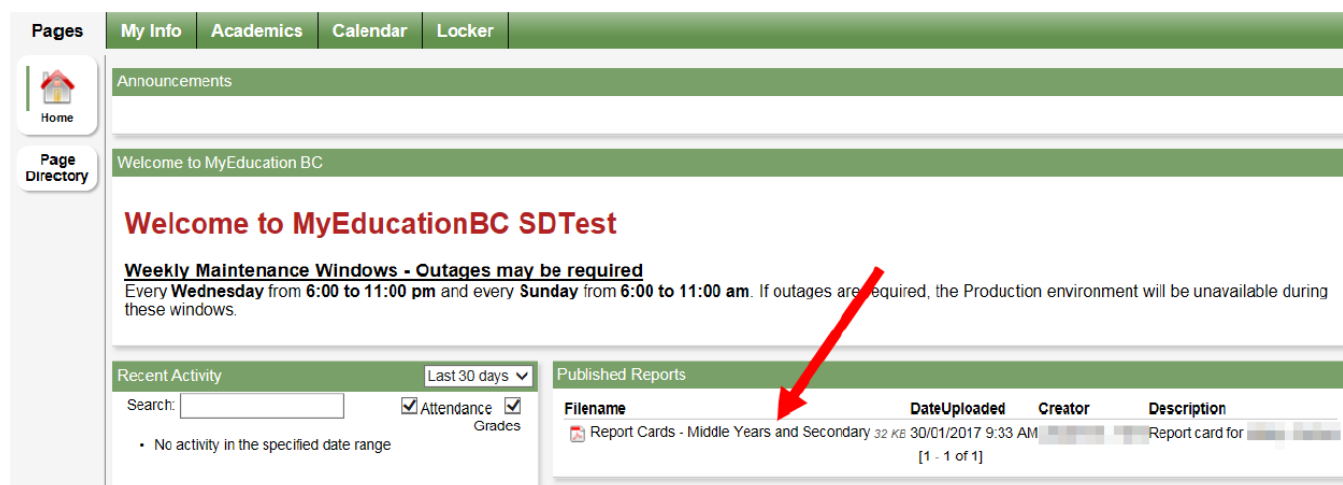 Pages My Info Academics Calendar Locker
Home
Page
Directory
Announcements
Welcome to MyEducation BC
Welcome to MyEducationBC SDTest
Weekly Maintenance Windows - Outages may be required
Every Wednesday from 6:00 to 11:00 pm and every Sunday from 6:00 to 11:00 am. If outages are required, the Production environment will be unavailable during
these windows.
Recent Activity Last 30 days
Search: Attendance
Grades
• No activity in the specified date range
Published Reports
Filename DateUploaded Creator Description
Report Cards - Middle Years and Secondary 32 KB 30/01/2017 9:33 AM Report card for
[1 - 1 of 1]